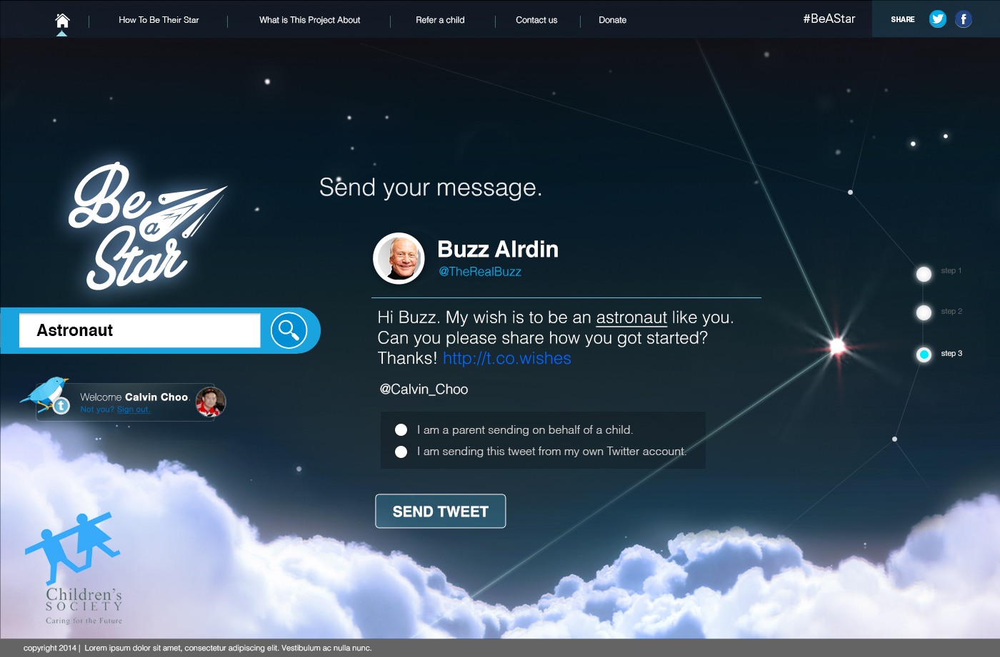 How To Be Their Star
What is This Project About
Refer a child
Contact us
Donate
#BeAStar
SHARE
Be
a
Star
Send your message.
Buzz Alrdin
@TheRealBuzz
Astronaut
Hi Buzz. My wish is to be an astronaut like you.
Can you please share how you got started?
Thanks! http://t.co.wishes
@Calvin_Choo
step 1
step 2
step 3
Welcome Calvin Choo.
Not you? Sign out.
t
I am a parent sending on behalf of a child.
I am sending this tweet from my own Twitter account.
SEND TWEET
Children's
SOCIETY
Caring for the Future
copyright 2014 | Lorem ipsum dolor sit amet, consectetur adipiscing elit. Vestibulum ac nulla nunc.